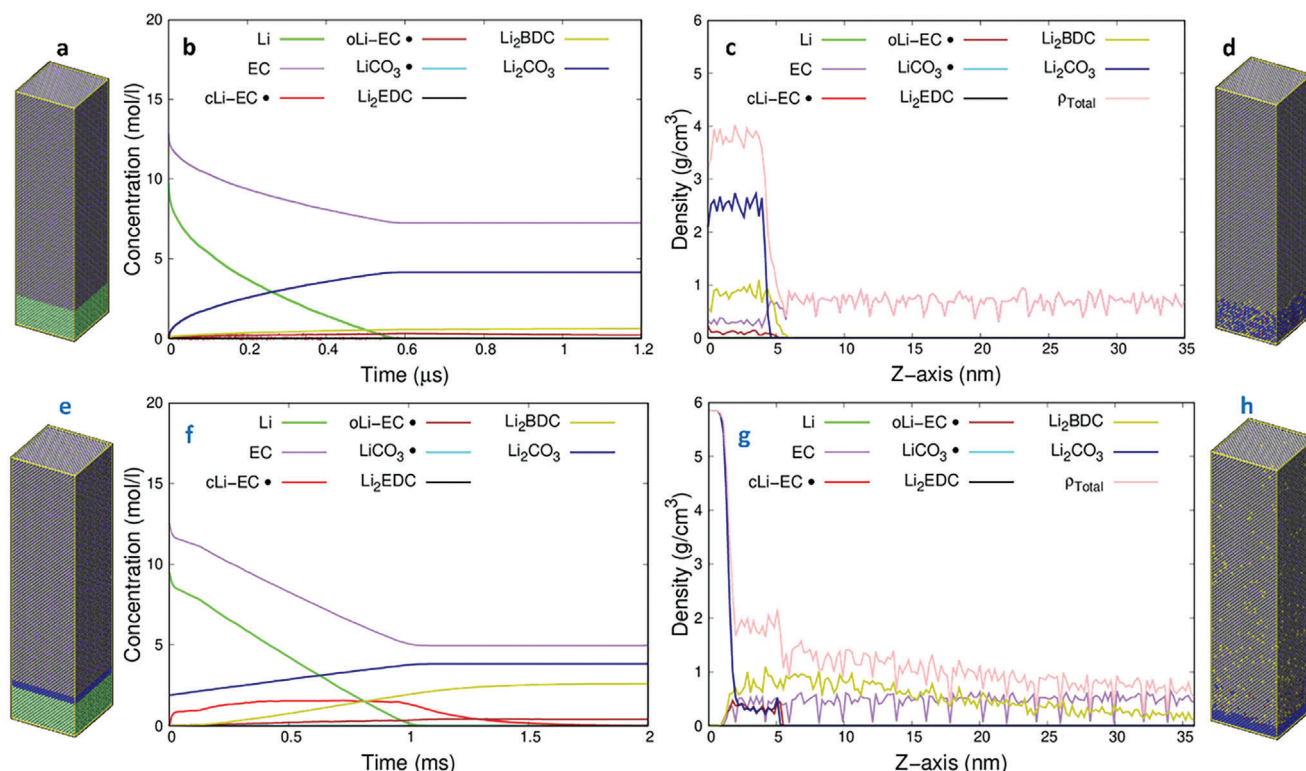 a
b
Li
oLi−EC •
Li₂BDC
EC
LiCO₃ •
Li₂CO₃
cLi−EC •
Li₂EDC
Concentration (mol/l)
20
15
10
5
0
0 0.2 0.4 0.6 0.8 1 1.2
Time (μs)
c
Li
oLi−EC •
Li₂BDC
EC
LiCO₃ •
Li₂CO₃
cLi−EC •
Li₂EDC
ρTotal
Density (g/cm³)
6
5
4
3
2
1
0
0 5 10 15 20 25 30 35
Z−axis (nm)
d
e
f
Li
oLi−EC •
Li₂BDC
EC
LiCO₃ •
Li₂CO₃
cLi−EC •
Li₂EDC
Concentration (mol/l)
20
15
10
5
0
0 0.5 1 1.5 2
Time (ms)
g
Li
oLi−EC •
Li₂BDC
EC
LiCO₃ •
Li₂CO₃
cLi−EC •
Li₂EDC
ρTotal
Density (g/cm³)
6
5
4
3
2
1
0
0 5 10 15 20 25 30 35
Z−axis (nm)
h